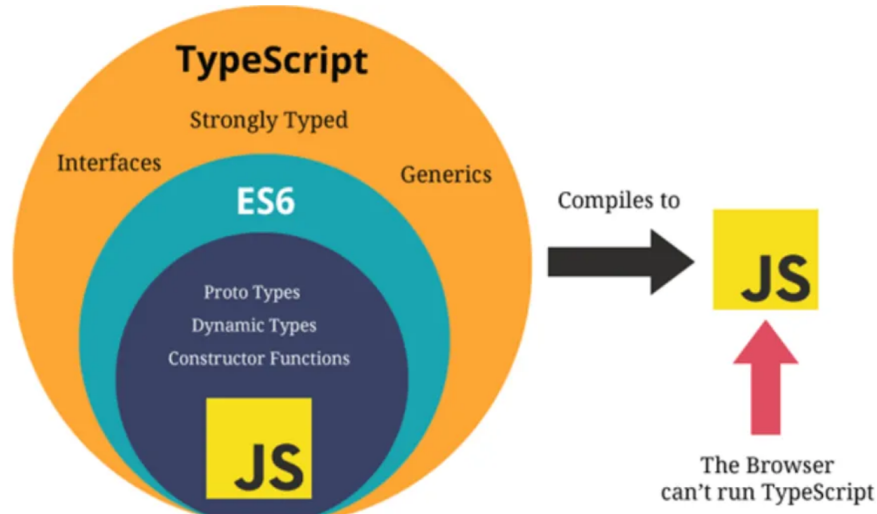 TypeScript
Strongly Typed
Interfaces
Generics
ES6
Proto Types
Dynamic Types
Constructor Functions
JS
Compiles to
JS
The Browser
can't run TypeScript